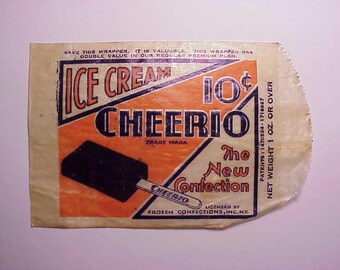 SAVE THIS WRAPPER. IT IS VALUABLE. THIS WRAPPER HAS
DOUBLE VALUE IN OUR REGULAR PREMIUM PLAN.
ICE CREAM
10¢
CHEERIO
TRADE MARK
The
New
Confection
CHEERIO
LICENSED BY
FROZEN CONFECTIONS, INC. N.Y.
NET WEIGHT 1 OZ OR OVER